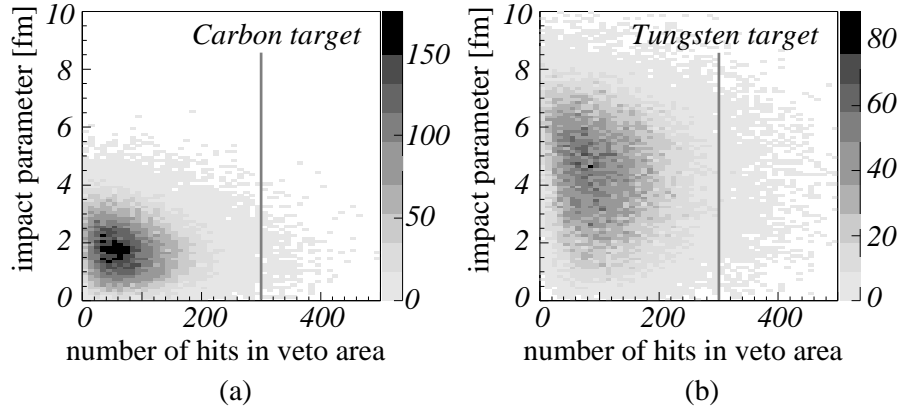 10
8
6
4
2
0
impact parameter [fm]
Carbon target
150
100
50
0
0 200 400
number of hits in veto area
(a)
10
8
6
4
2
0
impact parameter [fm]
Tungsten target
80
60
40
20
0
0 200 400
number of hits in veto area
(b)